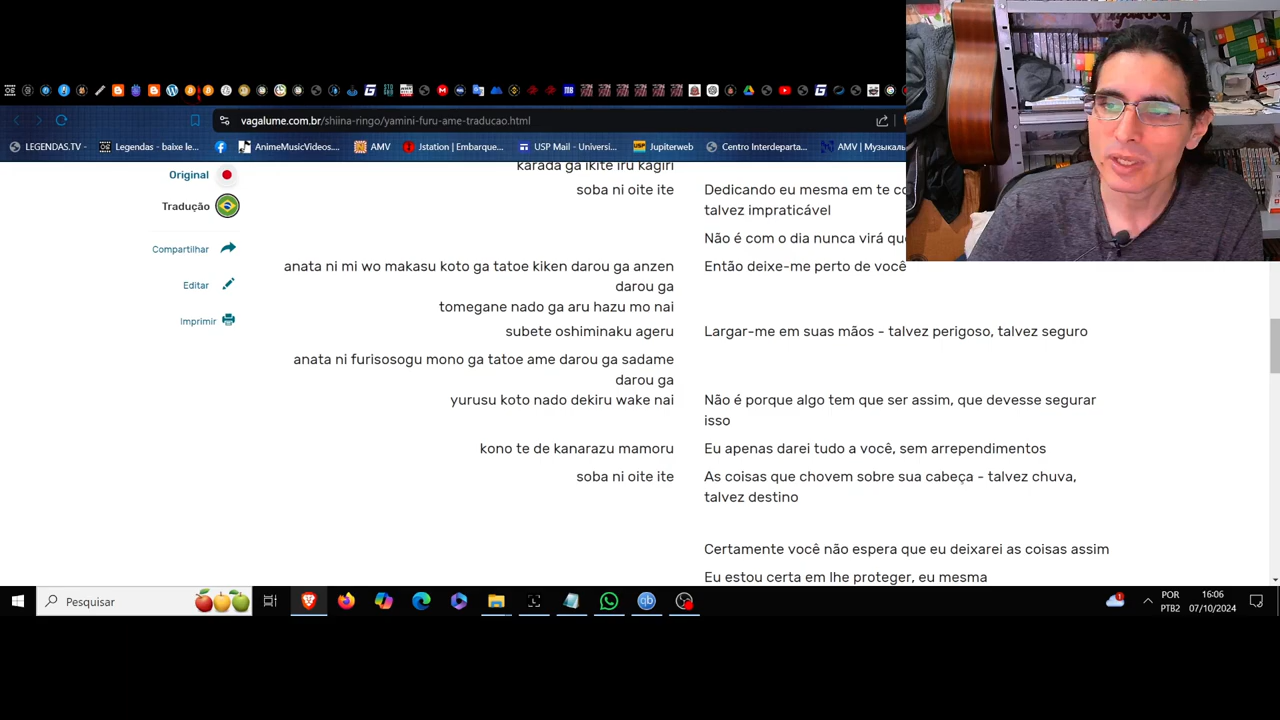 vagalume.com.br/shiina-ringo/yamini-furu-ame-traducao.html
LEGENDAS.TV -
Legendas - baixe le...
AnimeMusicVideos....
AMV
Jstation | Embarque...
USP Mail - Universi...
Jupiterweb
Centro Interdeparta...
AMV | Музыкаль
Original
Tradução
Compartilhar
Editar
Imprimir
karada ga ikite iru kagiri
soba ni oite ite
anata ni mi wo makasu koto ga tatoe kiken darou ga anzen
darou ga
tomegane nado ga aru hazu mo nai
subete oshiminaku ageru
anata ni furisosogu mono ga tatoe ame darou ga sadame
darou ga
yurusu koto nado dekiru wake nai
kono te de kanarazu mamoru
soba ni oite ite
Dedicando eu mesma em te co
talvez impraticável
Não é com o dia nunca virá que
Então deixe-me perto de você
Largar-me em suas mãos - talvez perigoso, talvez seguro
Não é porque algo tem que ser assim, que devesse segurar
isso
Eu apenas darei tudo a você, sem arrependimentos
As coisas que chovem sobre sua cabeça - talvez chuva,
talvez destino
Certamente você não espera que eu deixarei as coisas assim
Eu estou certa em lhe proteger, eu mesma
Pesquisar
POR
PTB2
16:06
07/10/2024